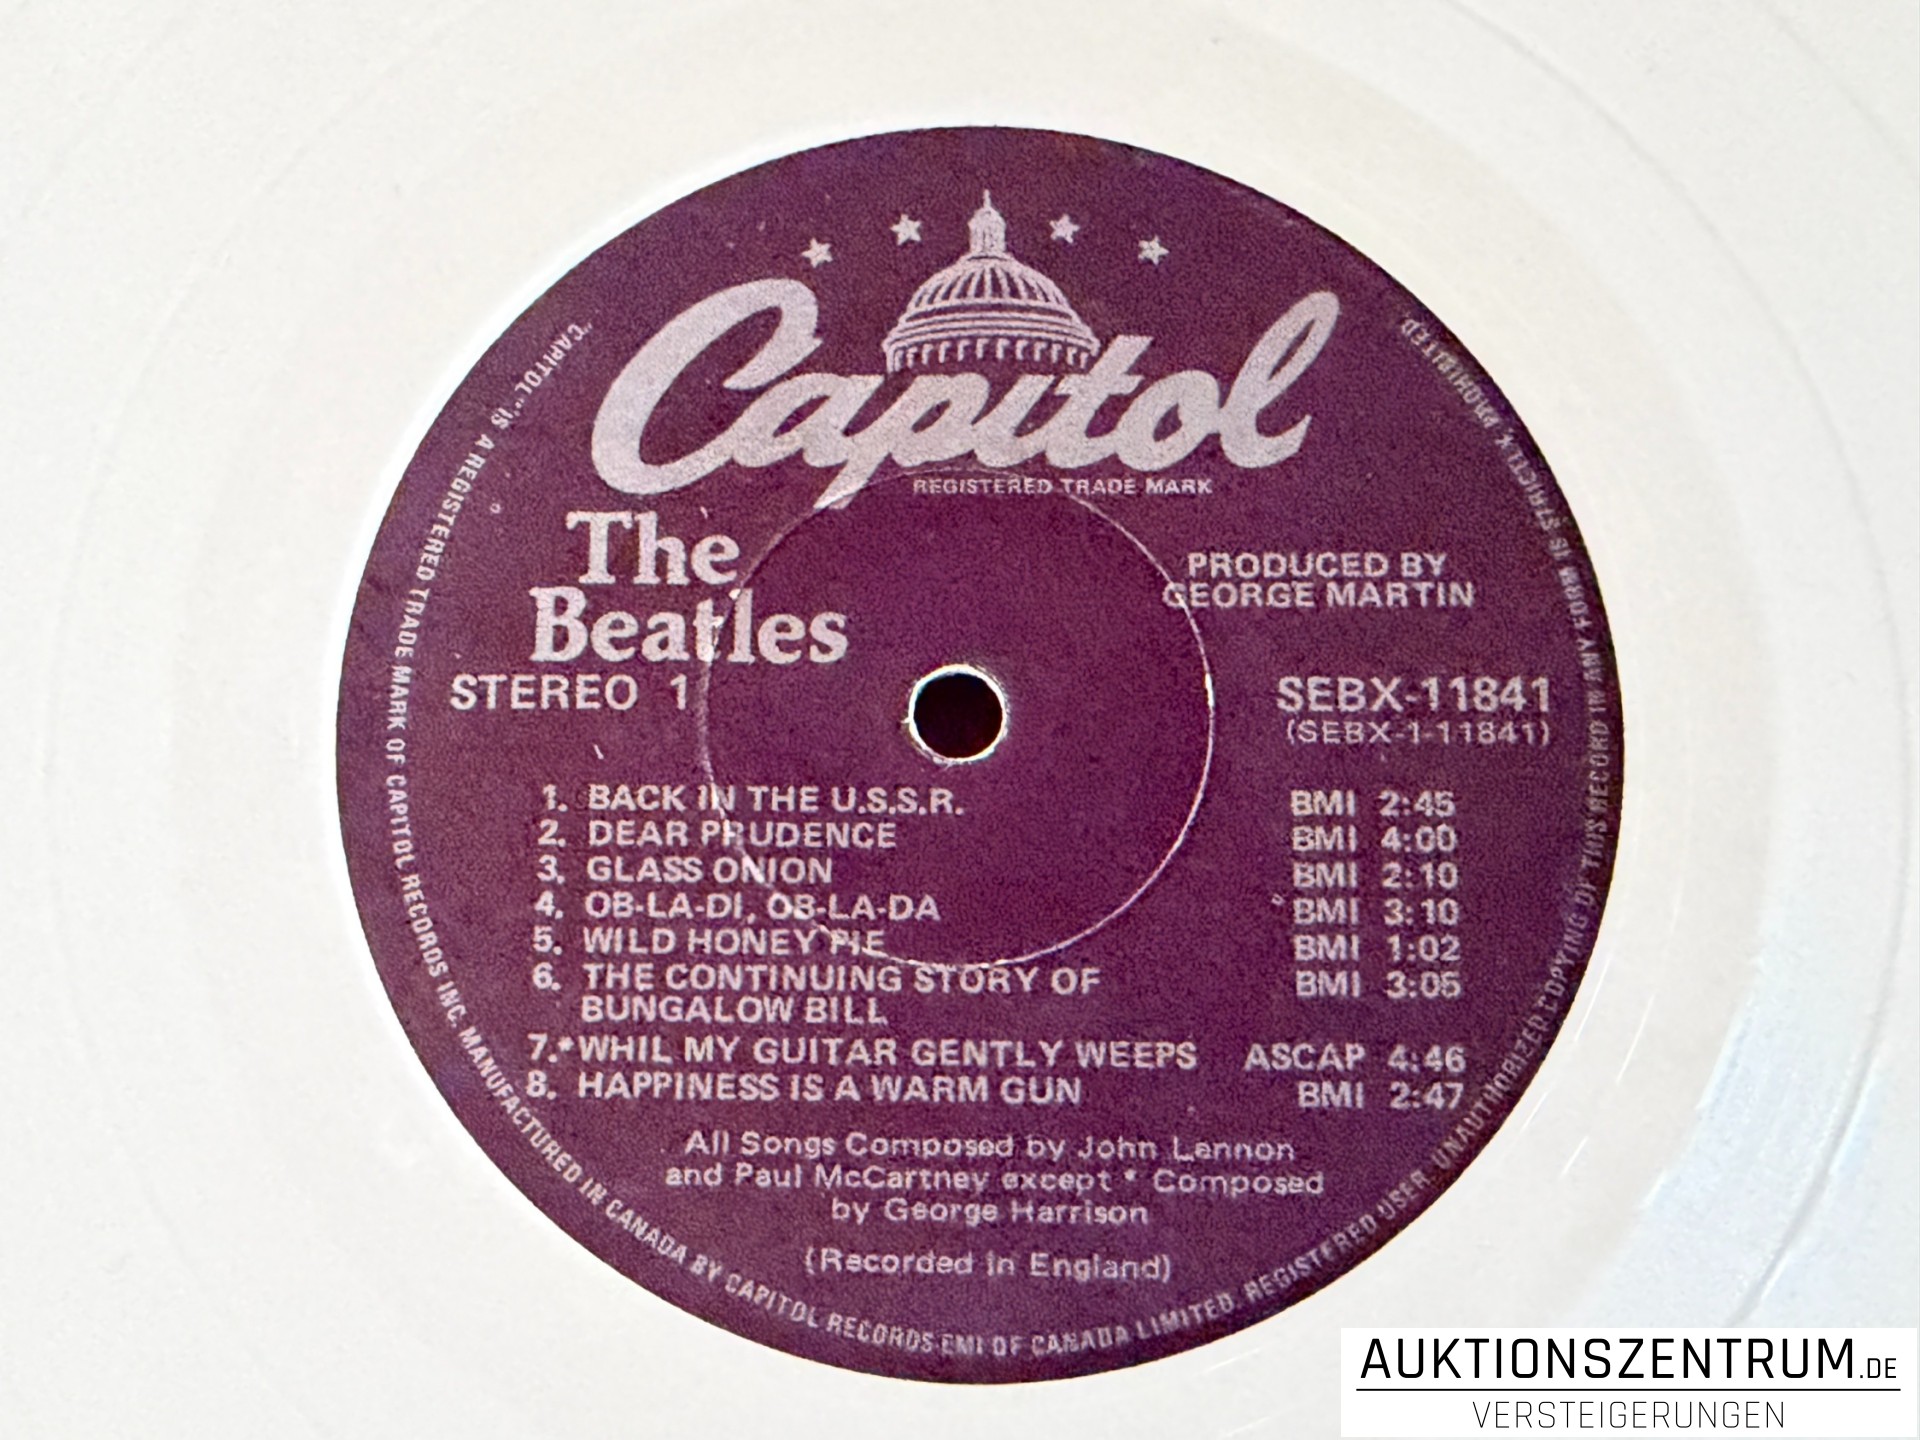 Capitol
REGISTERED TRADE MARK
The
Beatles
STEREO 1
PRODUCED BY
GEORGE MARTIN
SEBX-11841
(SEBX-1-11841)
1. BACK IN THE U.S.S.R. BMI 2:45
2. DEAR PRUDENCE BMI 4:00
3. GLASS ONION BMI 2:10
4. OB-LA-DI, OB-LA-DA BMI 3:10
5. WILD HONEY PIE BMI 1:02
6. THE CONTINUING STORY OF BMI 3:05
BUNGALOW BILL
7.*WHIL MY GUITAR GENTLY WEEPS ASCAP 4:46
8. HAPPINESS IS A WARM GUN BMI 2:47
All Songs Composed by John Lennon
and Paul McCartney except * Composed
by George Harrison
(Recorded in England)
"CAPITOL" IS A REGISTERED TRADE MARK OF CAPITOL RECORDS INC. MANUFACTURED IN CANADA BY CAPITOL RECORDS-EMI OF CANADA LIMITED. REGISTERED USER. UNAUTHORIZED COPYING OF THIS RECORD IN ANY FORM IS STRICTLY PROHIBITED.
AUKTIONSZENTRUM.DE
VERSTEIGERUNGEN